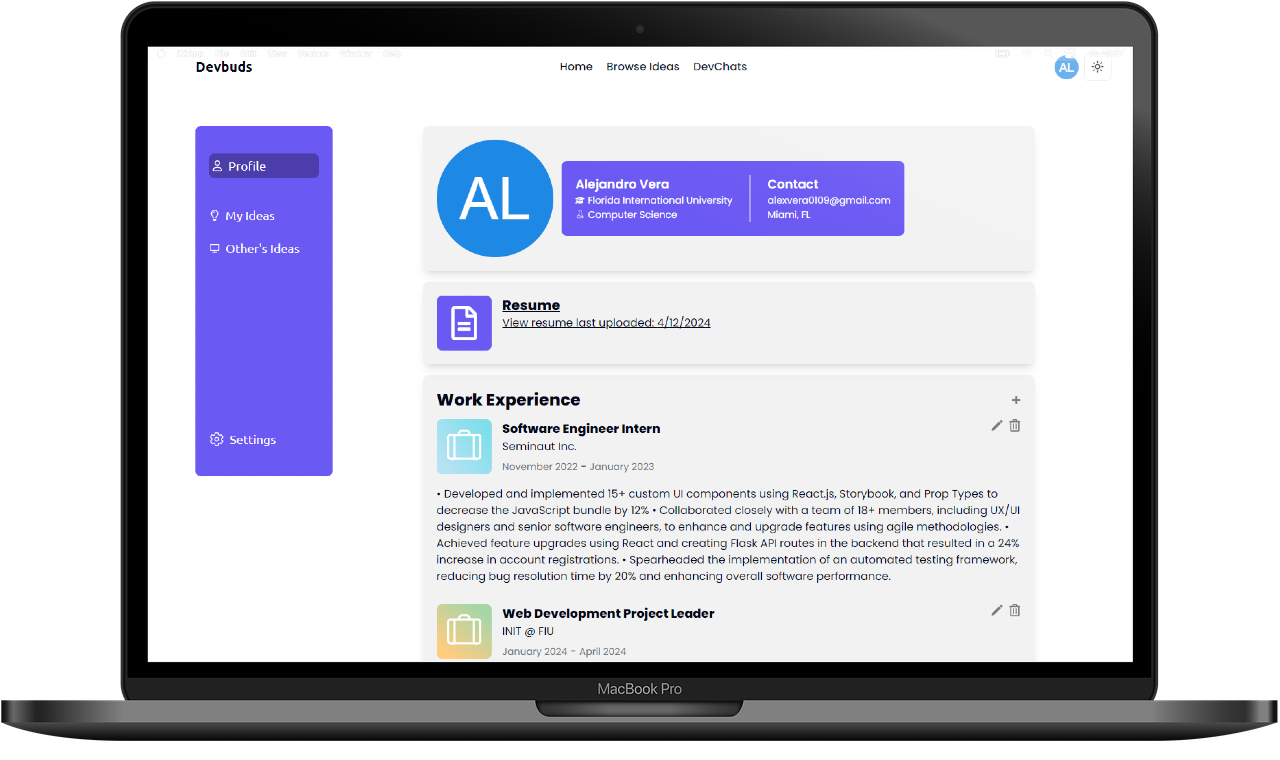 Devbuds
Home Browse Ideas DevChats
AL
Profile
My Ideas
Other's Ideas
Settings
AL
Alejandro Vera
Florida International University
Computer Science
Contact
alexvera0109@gmail.com
Miami, FL
Resume
View resume last uploaded: 4/12/2024
Work Experience
+
Software Engineer Intern
Seminaut Inc.
November 2022 - January 2023
• Developed and implemented 15+ custom UI components using React.js, Storybook, and Prop Types to
decrease the JavaScript bundle by 12% • Collaborated closely with a team of 18+ members, including UX/UI
designers and senior software engineers, to enhance and upgrade features using agile methodologies. •
Achieved feature upgrades using React and creating Flask API routes in the backend that resulted in a 24%
increase in account registrations. • Spearheaded the implementation of an automated testing framework,
reducing bug resolution time by 20% and enhancing overall software performance.
Web Development Project Leader
INIT @ FIU
January 2024 - April 2024
MacBook Pro